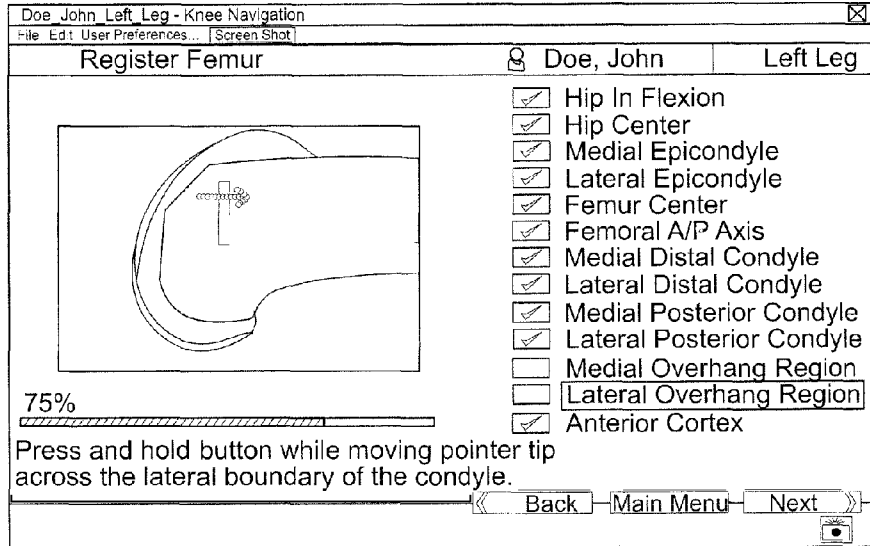 Doe_John_Left_Leg - Knee Navigation
File Edit User Preferences... Screen Shot
Register Femur Doe, John Left Leg
Hip In Flexion
Hip Center
Medial Epicondyle
Lateral Epicondyle
Femur Center
Femoral A/P Axis
Medial Distal Condyle
Lateral Distal Condyle
Medial Posterior Condyle
Lateral Posterior Condyle
Medial Overhang Region
Lateral Overhang Region
Anterior Cortex
75%
Press and hold button while moving pointer tip
across the lateral boundary of the condyle.
Back Main Menu Next